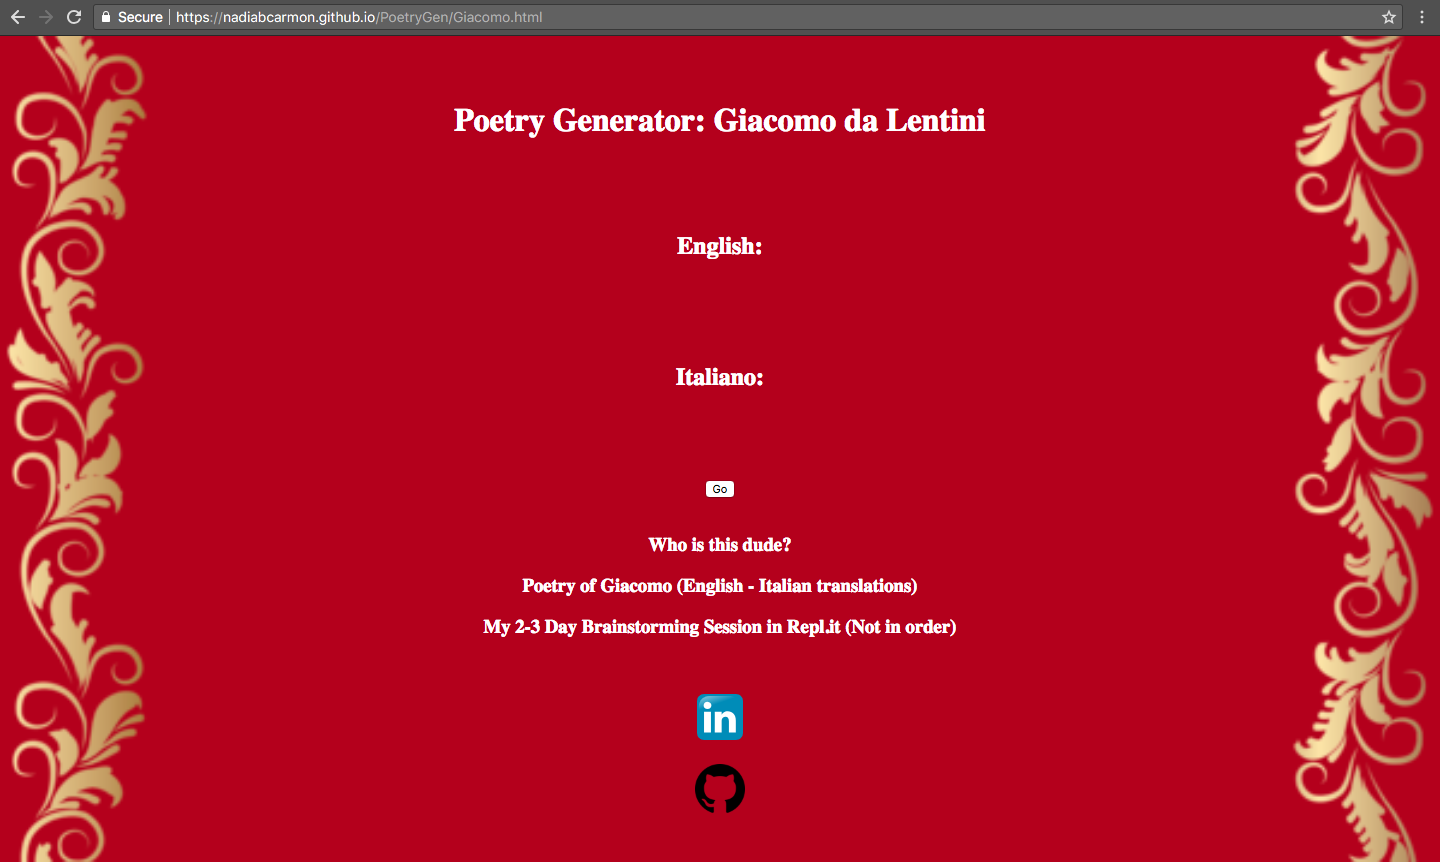 Secure | https://nadiabcarmon.github.io/PoetryGen/Giacomo.html
Poetry Generator: Giacomo da Lentini
English:
Italiano:
Go
Who is this dude?
Poetry of Giacomo (English - Italian translations)
My 2-3 Day Brainstorming Session in Repl.it (Not in order)
in